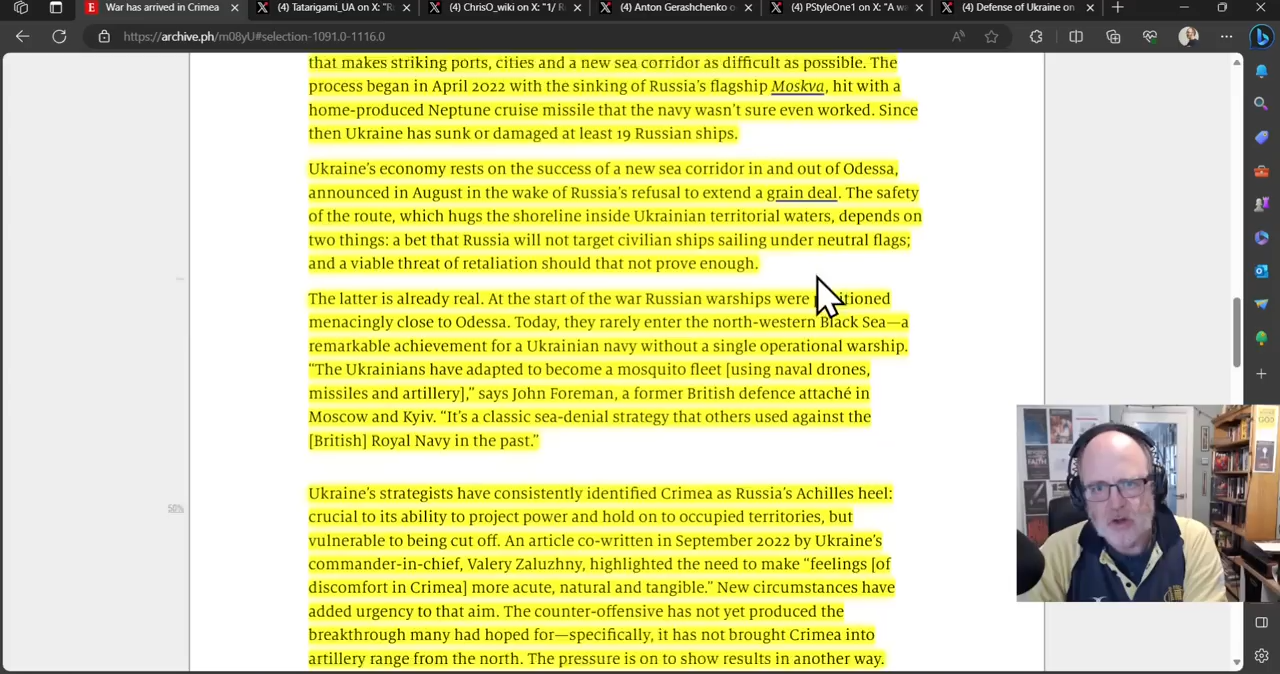 War has arrived in Crimea
(4) Tatarigami_UA on X: "R
(4) ChrisO_wiki on X: "1/ R
(4) Anton Gerashchenko o
(4) PStyleOne1 on X: "A wa
(4) Defense of Ukraine on
https://archive.ph/m08yU#selection-1091.0-1116.0
that makes striking ports, cities and a new sea corridor as difficult as possible. The
process began in April 2022 with the sinking of Russia’s flagship Moskva, hit with a
home-produced Neptune cruise missile that the navy wasn’t sure even worked. Since
then Ukraine has sunk or damaged at least 19 Russian ships.
Ukraine’s economy rests on the success of a new sea corridor in and out of Odessa,
announced in August in the wake of Russia’s refusal to extend a grain deal. The safety
of the route, which hugs the shoreline inside Ukrainian territorial waters, depends on
two things: a bet that Russia will not target civilian ships sailing under neutral flags;
and a viable threat of retaliation should that not prove enough.
The latter is already real. At the start of the war Russian warships were positioned
menacingly close to Odessa. Today, they rarely enter the north-western Black Sea—a
remarkable achievement for a Ukrainian navy without a single operational warship.
“The Ukrainians have adapted to become a mosquito fleet [using naval drones,
missiles and artillery],” says John Foreman, a former British defence attaché in
Moscow and Kyiv. “It’s a classic sea-denial strategy that others used against the
[British] Royal Navy in the past.”
50%
Ukraine’s strategists have consistently identified Crimea as Russia’s Achilles heel:
crucial to its ability to project power and hold on to occupied territories, but
vulnerable to being cut off. An article co-written in September 2022 by Ukraine’s
commander-in-chief, Valery Zaluzhny, highlighted the need to make “feelings [of
discomfort in Crimea] more acute, natural and tangible.” New circumstances have
added urgency to that aim. The counter-offensive has not yet produced the
breakthrough many had hoped for—specifically, it has not brought Crimea into
artillery range from the north. The pressure is on to show results in another way.